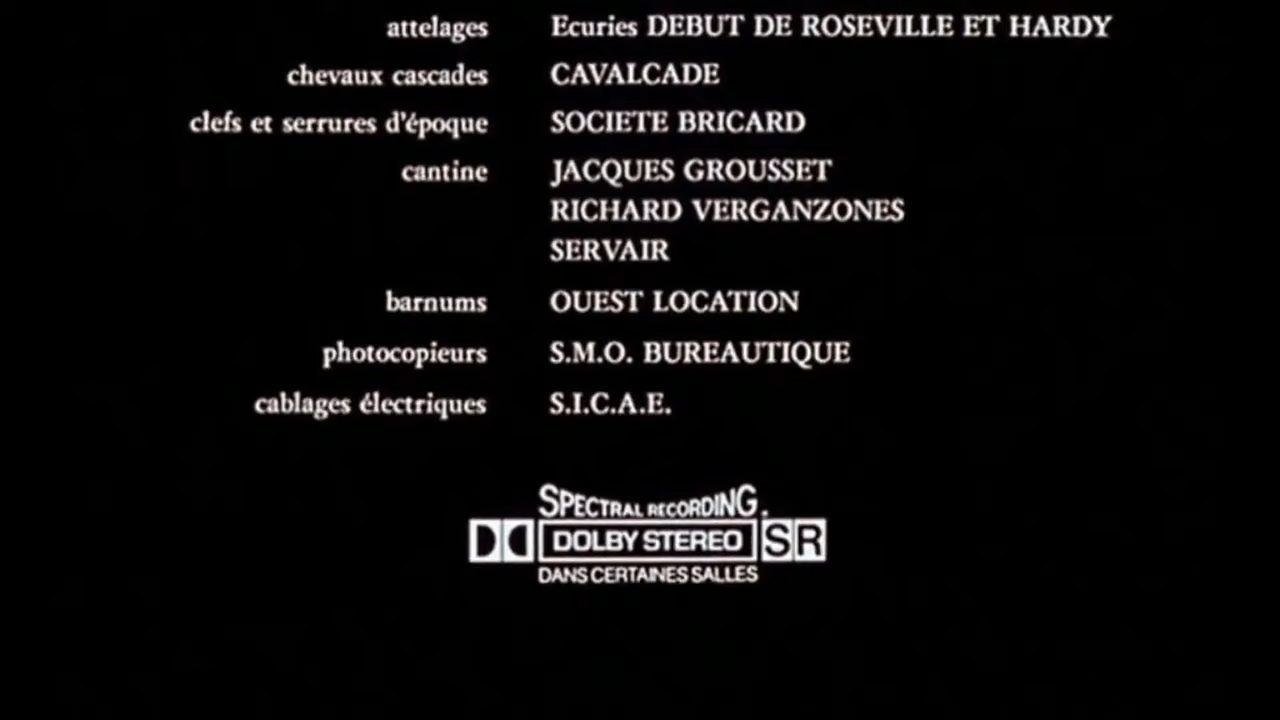 attelages Ecuries DEBUT DE ROSEVILLE ET HARDY
chevaux cascades CAVALCADE
clefs et serrures d'époque SOCIETE BRICARD
cantine JACQUES GROUSSET
RICHARD VERGANZONES
SERVAIR
barnums OUEST LOCATION
photocopieurs S.M.O. BUREAUTIQUE
cablages électriques S.I.C.A.E.
SPECTRAL RECORDING.
DOLBY STEREO SR
DANS CERTAINES SALLES